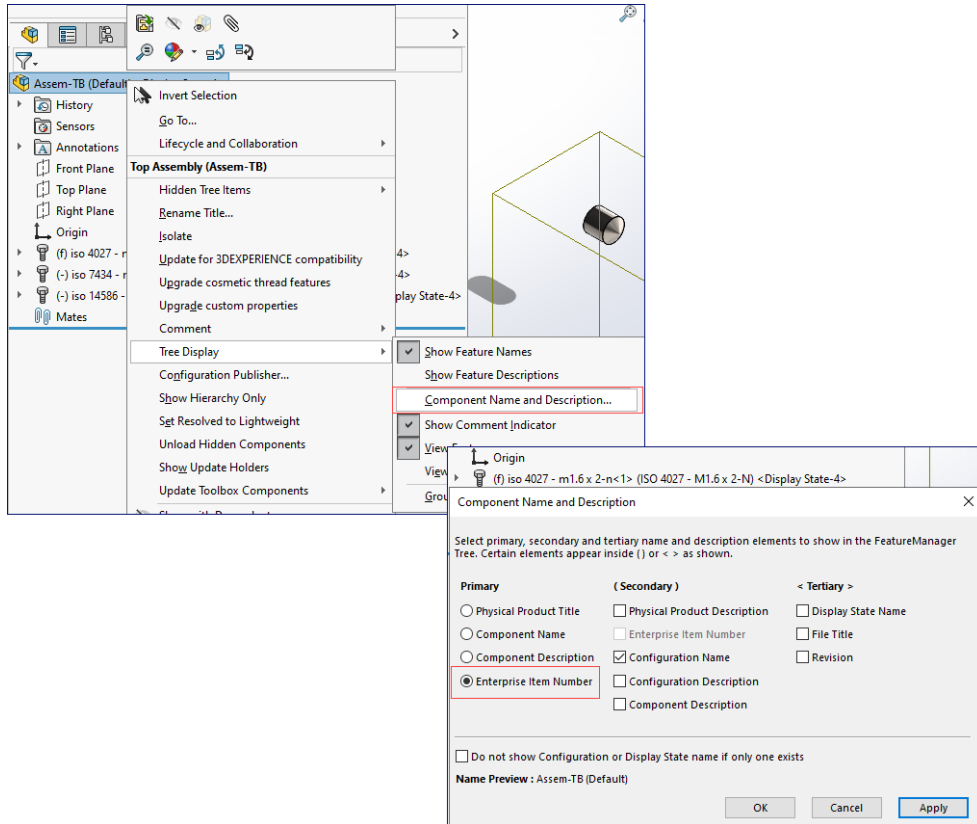 Assem-TB (Default
History
Sensors
Annotations
Front Plane
Top Plane
Right Plane
Origin
(f) iso 4027 -
(-) iso 7434 -
(-) iso 14586 -
Mates
Invert Selection
Go To...
Lifecycle and Collaboration
Top Assembly (Assem-TB)
Hidden Tree Items
Rename Title...
Isolate
Update for 3DEXPERIENCE compatibility
Upgrade cosmetic thread features
Upgrade custom properties
Comment
Tree Display
Configuration Publisher...
Show Hierarchy Only
Set Resolved to Lightweight
Unload Hidden Components
Show Update Holders
Update Toolbox Components
4>
-4>
play State-4>
Show Feature Names
Show Feature Descriptions
Component Name and Description...
Show Comment Indicator
View
Origin
(f) iso 4027 - m1.6 x 2-n<1> (ISO 4027 - M1.6 x 2-N) <Display State-4>
Component Name and Description
Select primary, secondary and tertiary name and description elements to show in the FeatureManager
Tree. Certain elements appear inside ( ) or < > as shown.
Primary
Physical Product Title
Component Name
Component Description
Enterprise Item Number
( Secondary )
Physical Product Description
Enterprise Item Number
Configuration Name
Configuration Description
Component Description
< Tertiary >
Display State Name
File Title
Revision
Do not show Configuration or Display State name if only one exists
Name Preview : Assem-TB (Default)
OK
Cancel
Apply